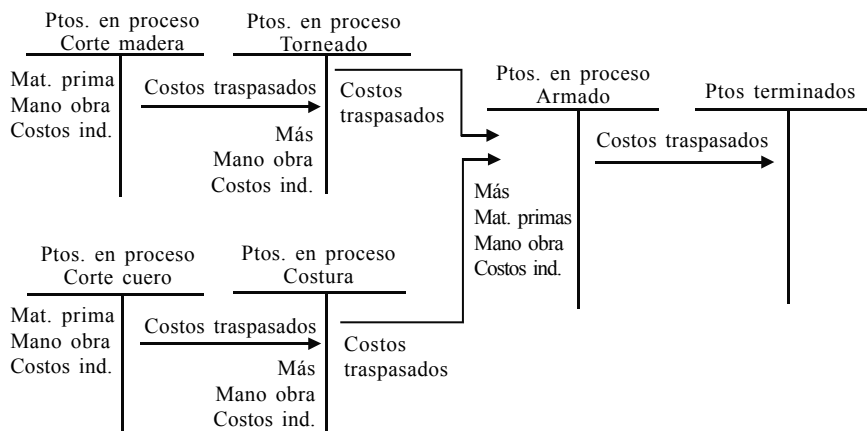 Ptos. en proceso
Corte madera
Mat. prima
Mano obra
Costos ind.
Costos traspasados
Ptos. en proceso
Torneado
Más
Mano obra
Costos ind.
Costos
traspasados
Ptos. en proceso
Corte cuero
Mat. prima
Mano obra
Costos ind.
Costos traspasados
Ptos. en proceso
Costura
Más
Mano obra
Costos ind.
Costos
traspasados
Ptos. en proceso
Armado
Más
Mat. primas
Mano obra
Costos ind.
Costos traspasados
Ptos terminados